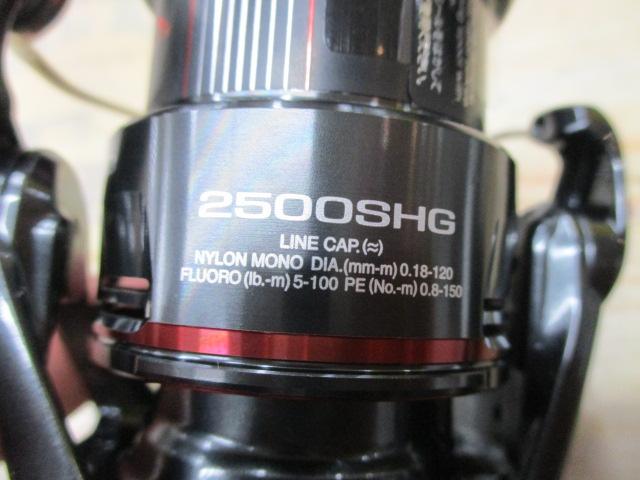 2500SHG
LINE CAP.(≈)
NYLON MONO DIA.(mm-m) 0.18-120
FLUORO (lb.-m) 5-100 PE (No.-m) 0.8-150